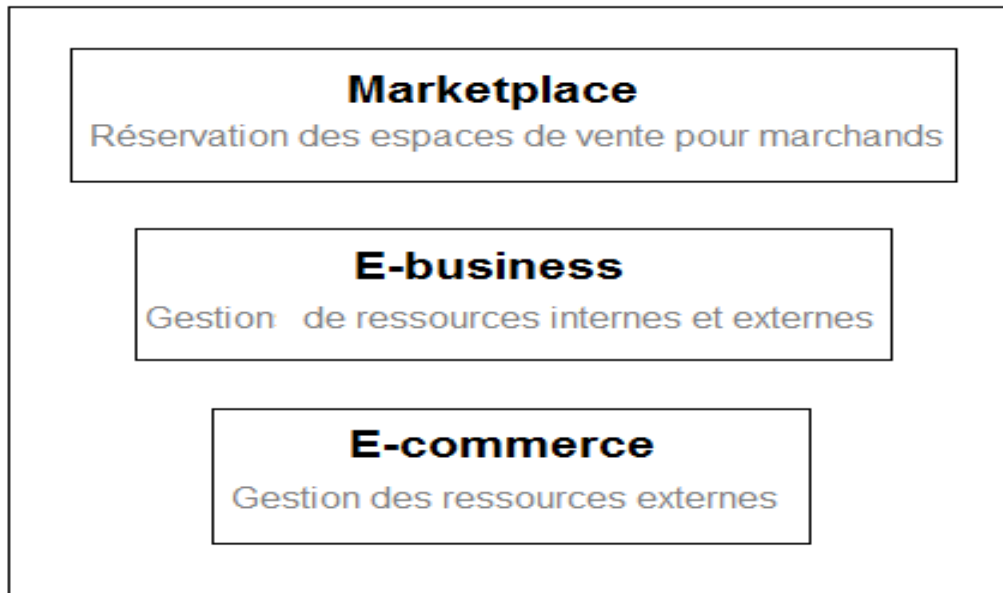 Marketplace
Réservation des espaces de vente pour marchands
E-business
Gestion de ressources internes et externes
E-commerce
Gestion des ressources externes